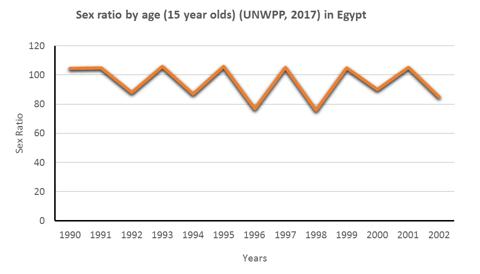 Sex ratio by age (15 year olds) (UNWPP, 2017) in Egypt
120
100
80
60
40
20
0
Sex Ratio
1990 1991 1992 1993 1994 1995 1996 1997 1998 1999 2000 2001 2002
Years